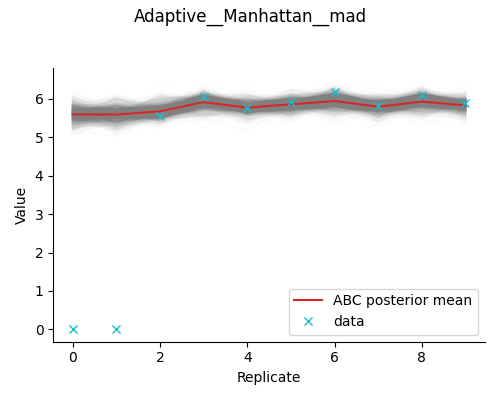 Adaptive__Manhattan__mad
6
5
4
3
2
1
0
Value
0 2 4 6 8
Replicate
ABC posterior mean
data